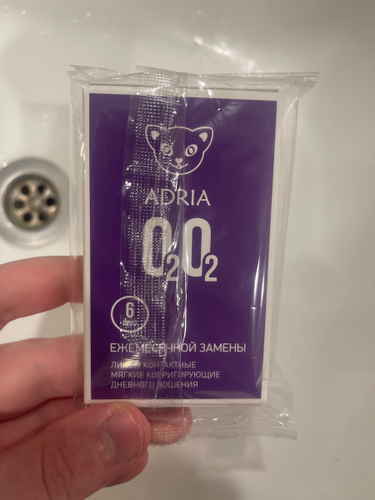 ADRIA
O₂O₂
6
ЕЖЕМЕСЯЧНОЙ ЗАМЕНЫ
ЛИНЗЫ КОНТАКТНЫЕ
МЯГКИЕ КОРРИГИРУЮЩИЕ
ДНЕВНОГО НОШЕНИЯ